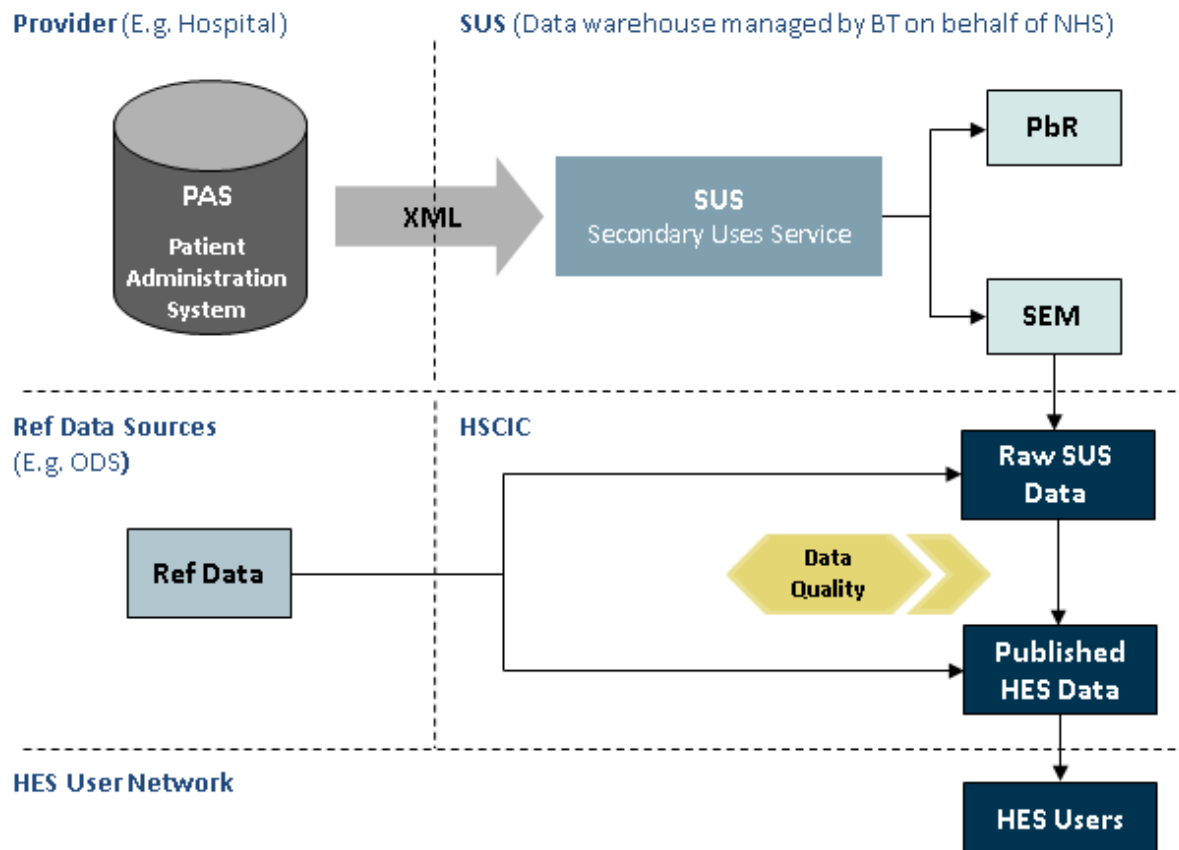 Provider (E.g. Hospital)
SUS (Data warehouse managed by BT on behalf of NHS)
PAS
Patient
Administration
System
XML
SUS
Secondary Uses Service
PbR
SEM
Ref Data Sources
(E.g. ODS)
HSCIC
Ref Data
Raw SUS
Data
Data
Quality
Published
HES Data
HES User Network
HES Users